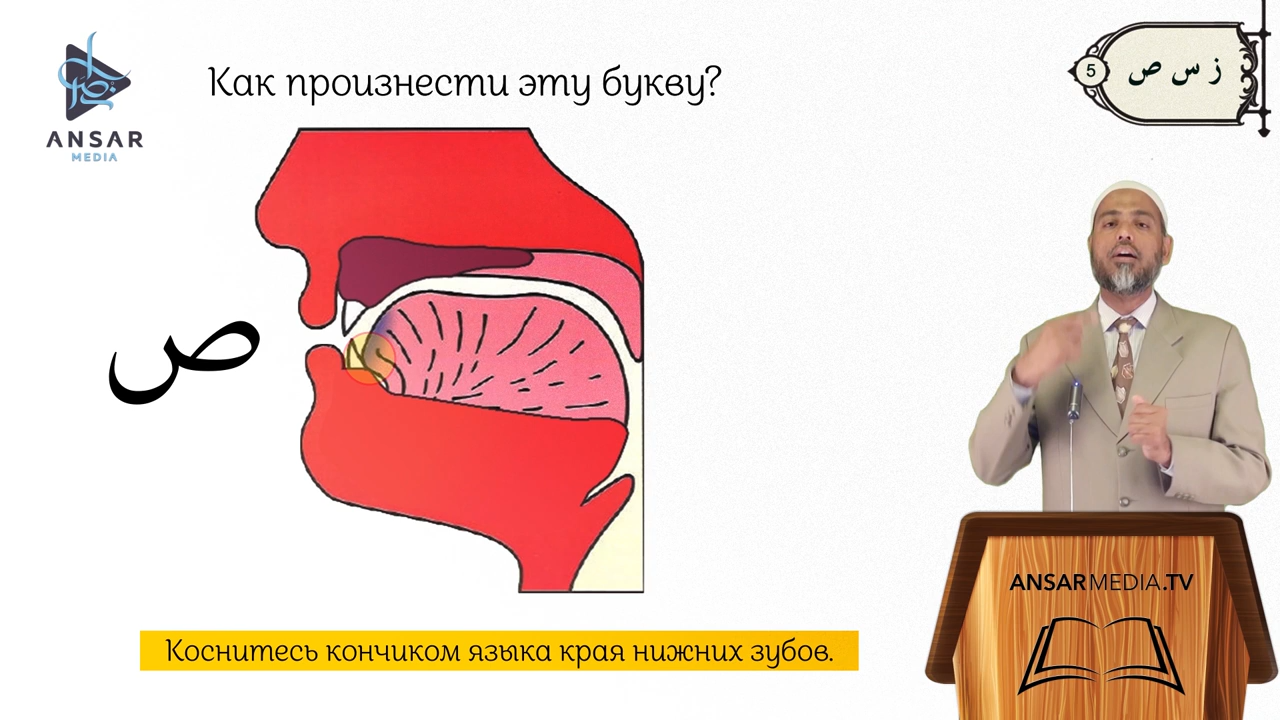 ANSAR
MEDIA
Как произнести эту букву?
5
ز س ص
ص
ANSARMEDIA.TV
Коснитесь кончиком языка края нижних зубов.